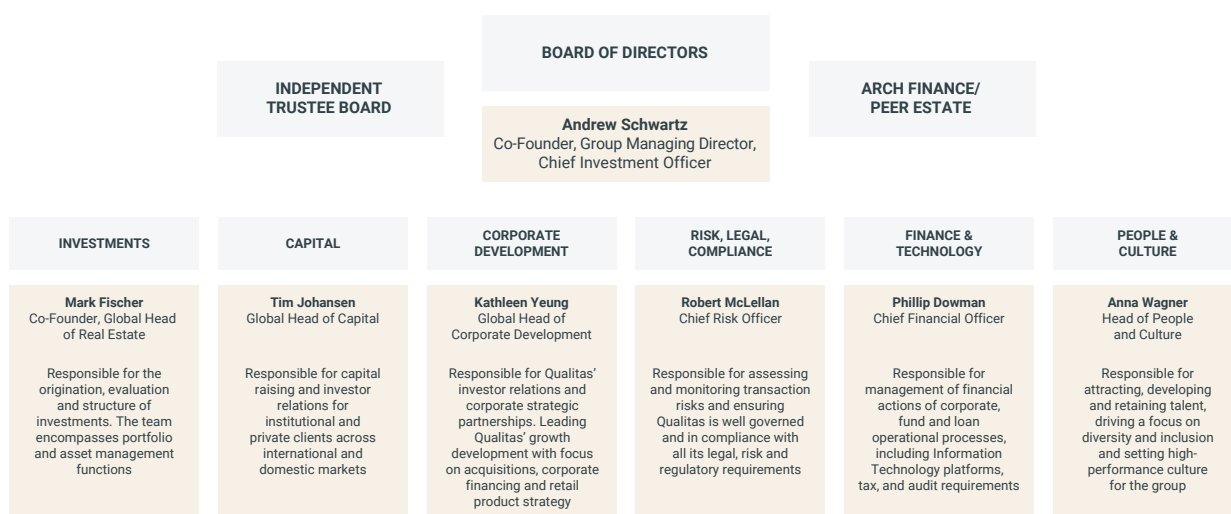 BOARD OF DIRECTORS
INDEPENDENT
TRUSTEE BOARD
ARCH FINANCE/
PEER ESTATE
Andrew Schwartz
Co-Founder, Group Managing Director,
Chief Investment Officer
INVESTMENTS
Mark Fischer
Co-Founder, Global Head
of Real Estate
Responsible for the
origination, evaluation
and structure of
investments. The team
encompasses portfolio
and asset management
functions
CAPITAL
Tim Johansen
Global Head of Capital
Responsible for capital
raising and investor
relations for
institutional and
private clients across
international and
domestic markets
CORPORATE
DEVELOPMENT
Kathleen Yeung
Global Head of
Corporate Development
Responsible for Qualitas’
investor relations and
corporate strategic
partnerships. Leading
Qualitas’ growth
development with focus
on acquisitions, corporate
financing and retail
product strategy
RISK, LEGAL,
COMPLIANCE
Robert McLellan
Chief Risk Officer
Responsible for assessing
and monitoring transaction
risks and ensuring
Qualitas is well governed
and in compliance with
all its legal, risk and
regulatory requirements
FINANCE &
TECHNOLOGY
Phillip Dowman
Chief Financial Officer
Responsible for
management of financial
actions of corporate,
fund and loan
operational processes,
including Information
Technology platforms,
tax, and audit requirements
PEOPLE &
CULTURE
Anna Wagner
Head of People
and Culture
Responsible for
attracting, developing
and retaining talent,
driving a focus on
diversity and inclusion
and setting high-
performance culture
for the group